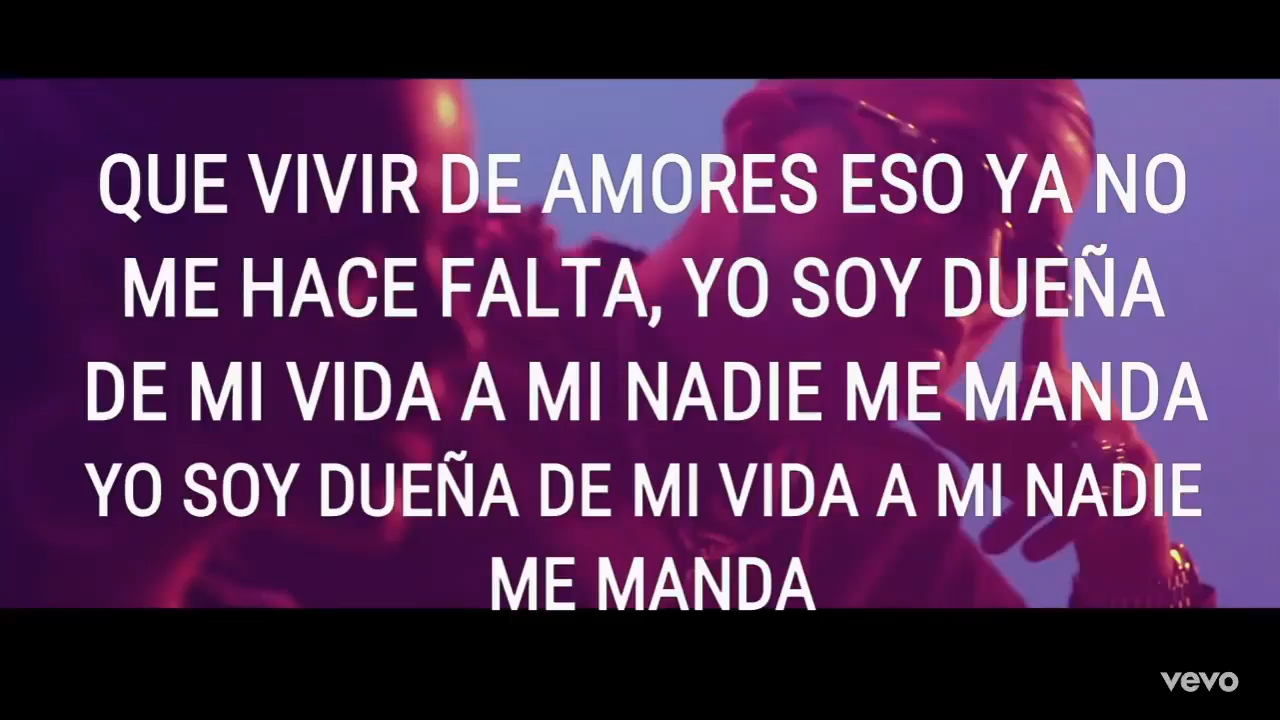 QUE VIVIR DE AMORES ESO YA NO
ME HACE FALTA, YO SOY DUEÑA
DE MI VIDA A MI NADIE ME MANDA
YO SOY DUEÑA DE MI VIDA A MI NADIE
ME MANDA
vevo